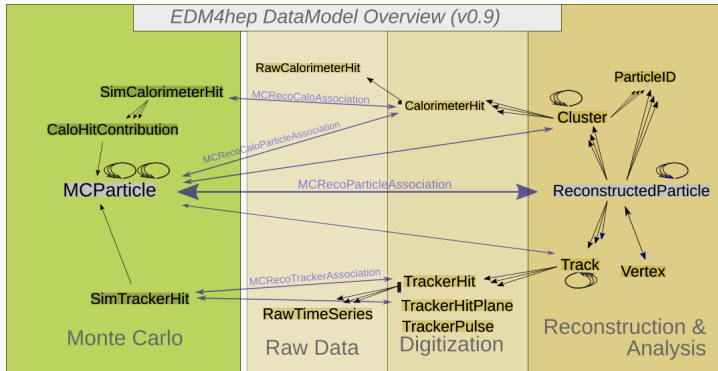 EDM4hep DataModel Overview (v0.9)
RawCalorimeterHit
ParticleID
SimCalorimeterHit
MCRecoCaloAssociation
CalorimeterHit
Cluster
CaloHitContribution
MCRecoCaloParticleAssociation
MCParticle
MCRecoParticleAssociation
ReconstructedParticle
Track
Vertex
MCRecoTrackerAssociation
TrackerHit
SimTrackerHit
RawTimeSeries
TrackerHitPlane
TrackerPulse
Monte Carlo
Raw Data
Digitization
Reconstruction &
Analysis